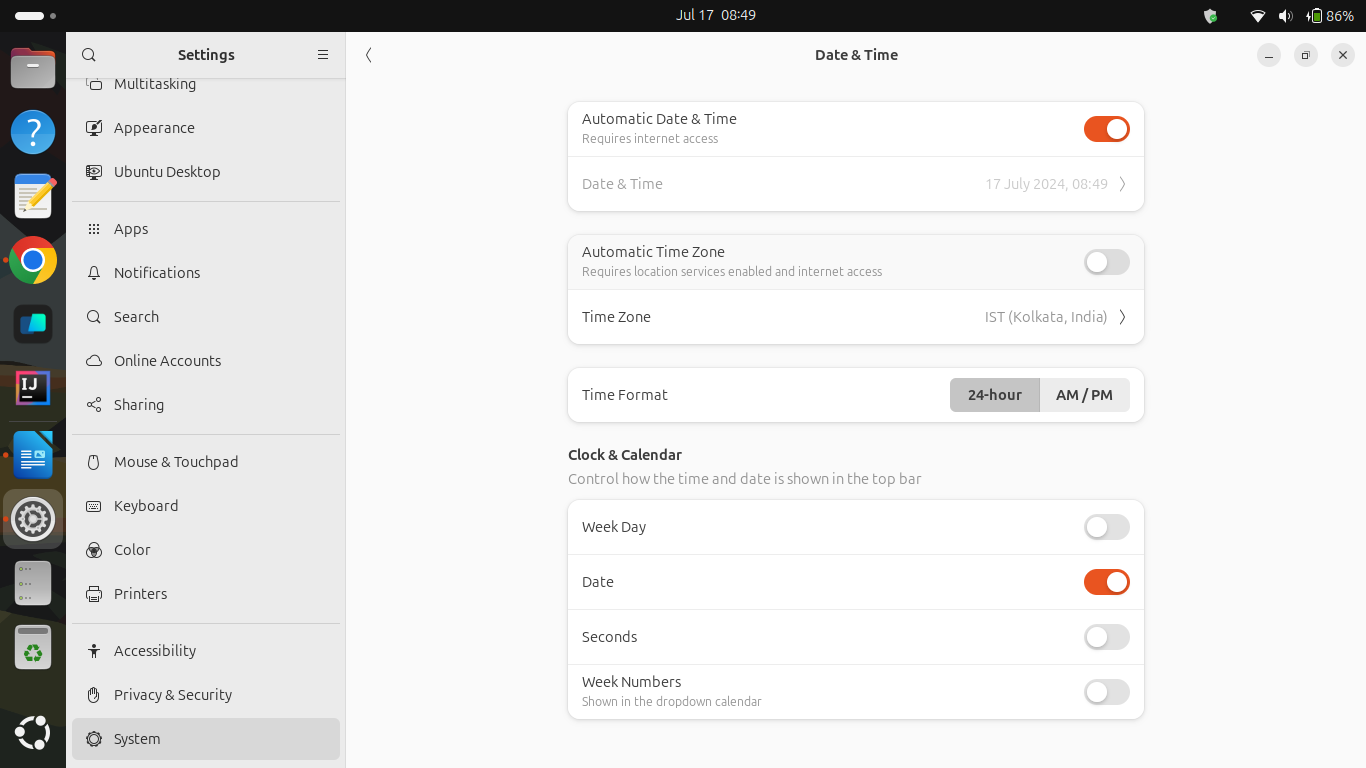 Jul 17 08:49
86%
Settings
Date & Time
Multitasking
Appearance
Ubuntu Desktop
Apps
Notifications
Search
Online Accounts
Sharing
Mouse & Touchpad
Keyboard
Color
Printers
Accessibility
Privacy & Security
System
Automatic Date & Time
Requires internet access
Date & Time
17 July 2024, 08:49
Automatic Time Zone
Requires location services enabled and internet access
Time Zone
IST (Kolkata, India)
Time Format
24-hour
AM / PM
Clock & Calendar
Control how the time and date is shown in the top bar
Week Day
Date
Seconds
Week Numbers
Shown in the dropdown calendar
?
IJ